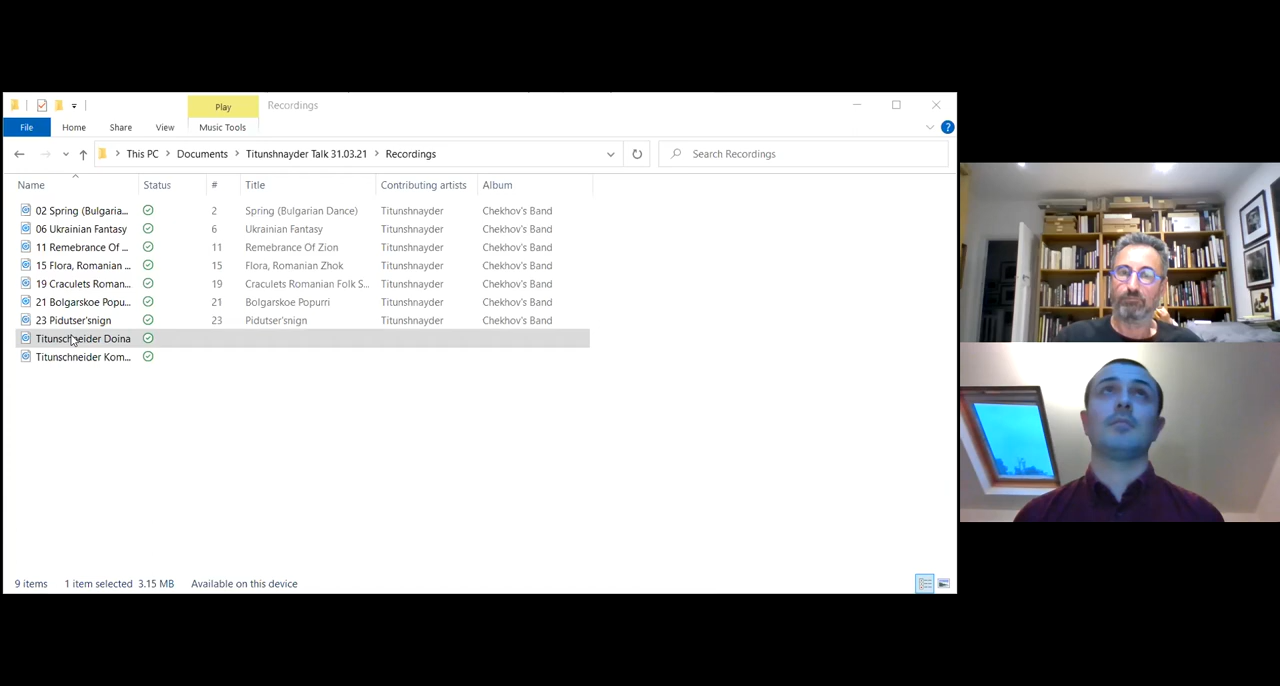 Play
Recordings
File
Home
Share
View
Music Tools
This PC
Documents
Titunshnayder Talk 31.03.21
Recordings
Search Recordings
Name Status # Title Contributing artists Album
02 Spring (Bulgaria... 2 Spring (Bulgarian Dance) Titunshnayder Chekhov's Band
06 Ukrainian Fantasy 6 Ukrainian Fantasy Titunshnayder Chekhov's Band
11 Remebrance Of ... 11 Remebrance Of Zion Titunshnayder Chekhov's Band
15 Flora, Romanian ... 15 Flora, Romanian Zhok Titunshnayder Chekhov's Band
19 Craculets Roman... 19 Craculets Romanian Folk S... Titunshnayder Chekhov's Band
21 Bolgarskoe Popu... 21 Bolgarskoe Popurri Titunshnayder Chekhov's Band
23 Pidutser'snign 23 Pidutser'snign Titunshnayder Chekhov's Band
Titunschneider Doina
Titunschneider Kom...
9 items 1 item selected 3.15 MB Available on this device